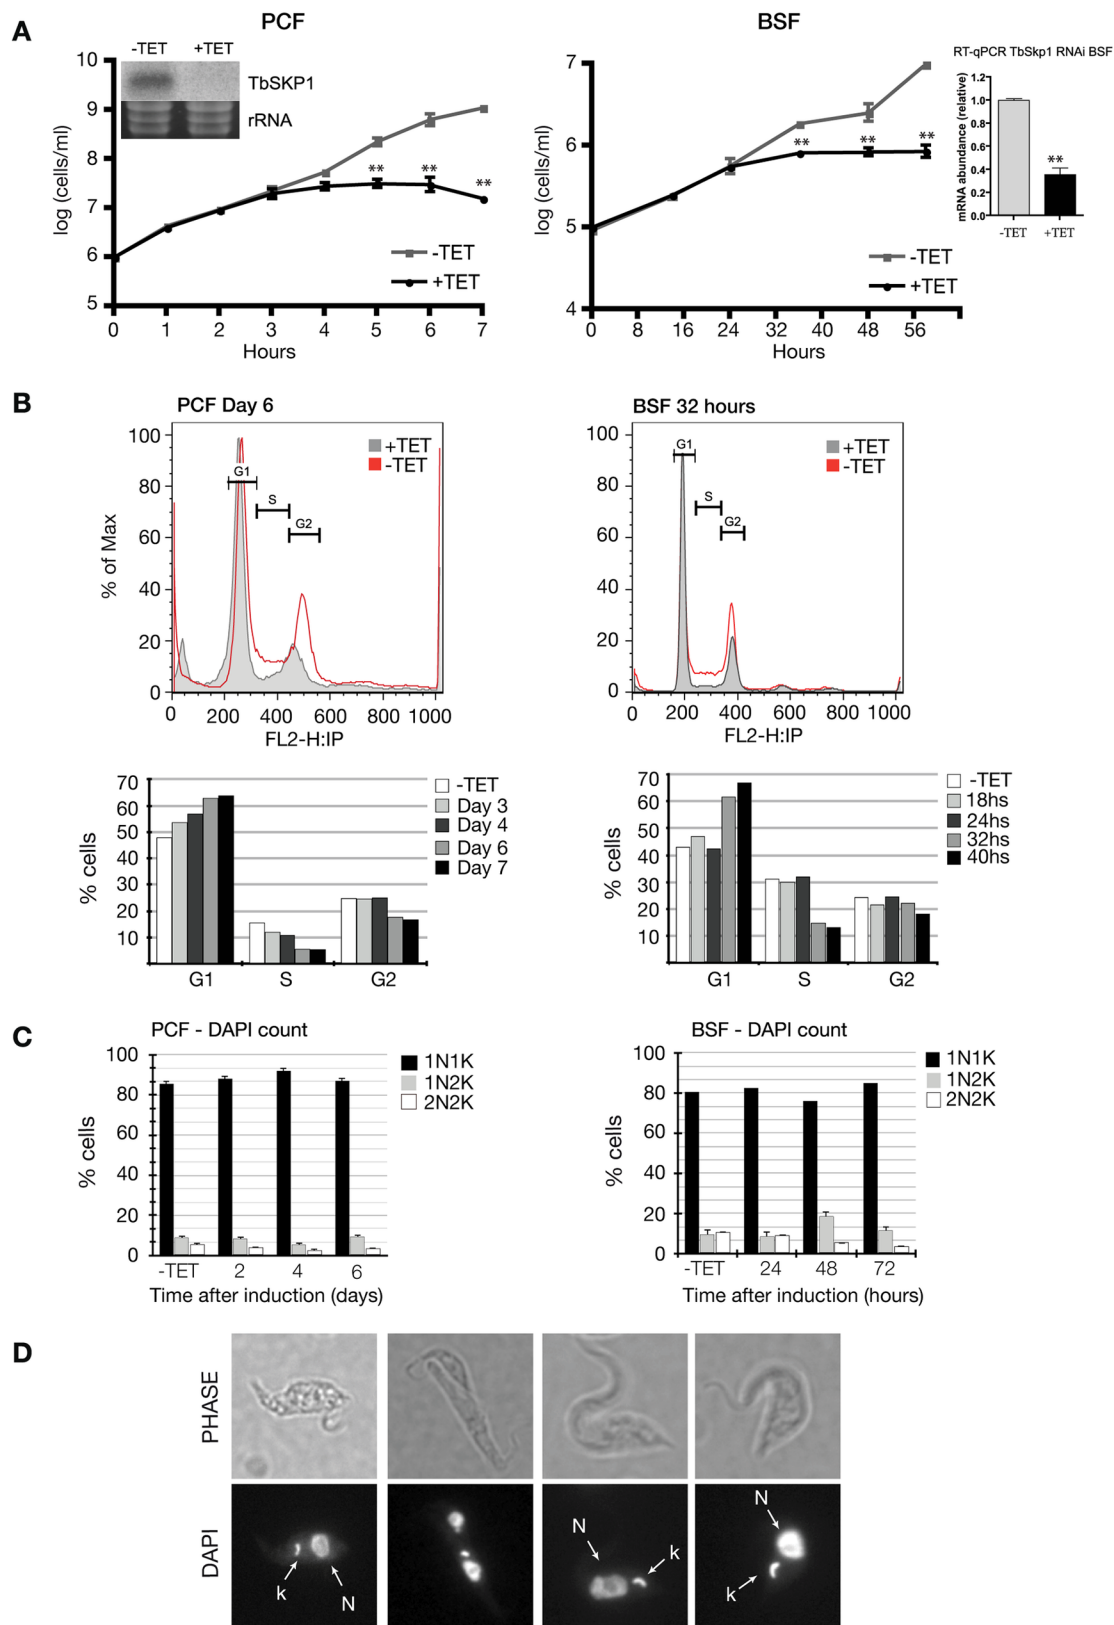 A
PCF
-TET +TET
TbSKP1
rRNA
log (cells/ml)
10
9
8
7
6
5
0 1 2 3 4 5 6 7
Hours
** ** **
-TET
+TET
BSF
log (cells/ml)
7
6
5
4
0 8 16 24 32 40 48 56
Hours
** ** **
-TET
+TET
RT-qPCR TbSkp1 RNAi BSF
mRNA abundance (relative)
1.2
1.0
0.8
0.6
0.4
0.2
0.0
**
-TET +TET
B
PCF Day 6
% of Max
100
80
60
40
20
0
0 200 400 600 800 1000
FL2-H:IP
G1
S
G2
+TET
-TET
BSF 32 hours
100
80
60
40
20
0
0 200 400 600 800 1000
FL2-H:IP
G1
S
G2
+TET
-TET
% cells
70
60
50
40
30
20
10
G1 S G2
-TET
Day 3
Day 4
Day 6
Day 7
% cells
70
60
50
40
30
20
10
G1 S G2
-TET
18hs
24hs
32hs
40hs
C
PCF - DAPI count
% cells
100
80
60
40
20
0
-TET 2 4 6
Time after induction (days)
1N1K
1N2K
2N2K
BSF - DAPI count
% cells
100
80
60
40
20
0
-TET 24 48 72
Time after induction (hours)
1N1K
1N2K
2N2K
D
PHASE
DAPI
k N
N k
N k